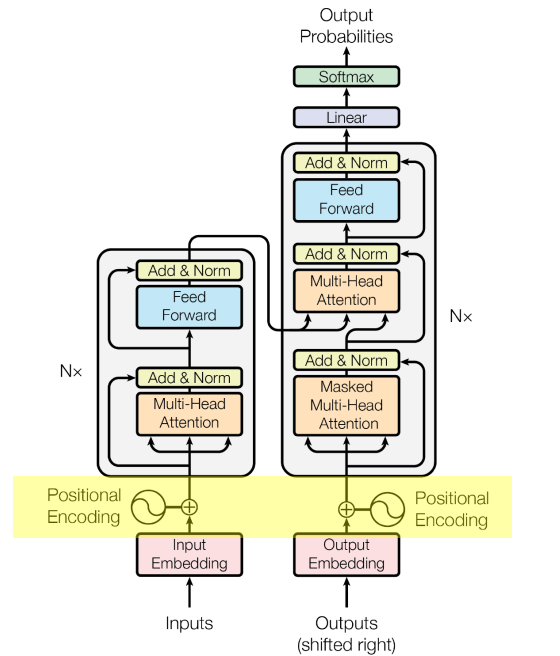 Output
Probabilities
Softmax
Linear
Add & Norm
Feed
Forward
Add & Norm
Multi-Head
Attention
Add & Norm
Masked
Multi-Head
Attention
N×
Add & Norm
Feed
Forward
Add & Norm
Multi-Head
Attention
N×
Positional
Encoding
Positional
Encoding
Input
Embedding
Output
Embedding
Inputs
Outputs
(shifted right)